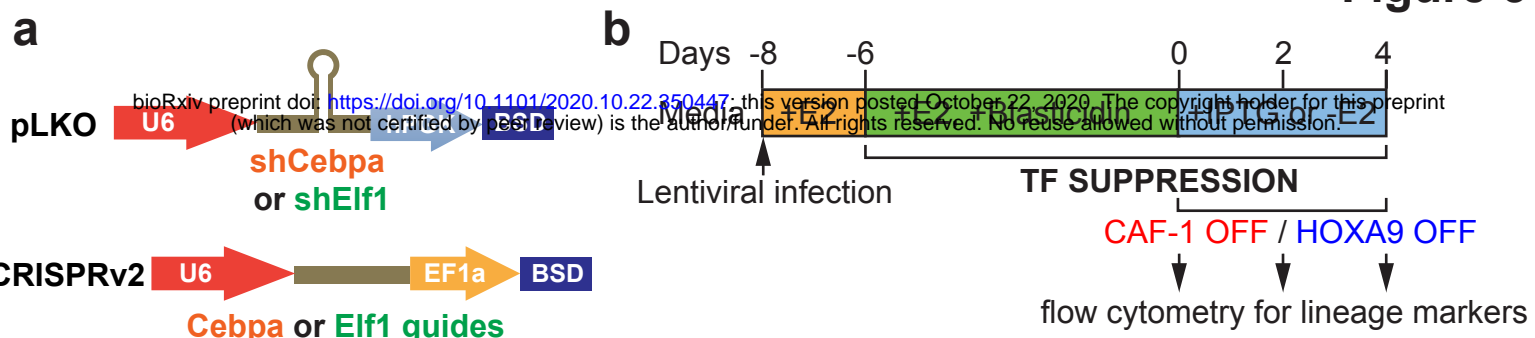 a
pLKO
U6
BSD
shCebpa
or shElf1
CRISPRv2
U6
EF1a
BSD
Cebpa or Elf1 guides
bioRxiv preprint doi: https://doi.org/10.1101/2020.10.22.350447; this version posted October 22, 2020. The copyright holder for this preprint
(which was not certified by peer review) is the author/funder. All rights reserved. No reuse allowed without permission.
b
Days -8 -6 0 2 4
Media +E2 +E2 +Blasticidin +IPTG or -E2
Lentiviral infection
TF SUPPRESSION
CAF-1 OFF / HOXA9 OFF
flow cytometry for lineage markers